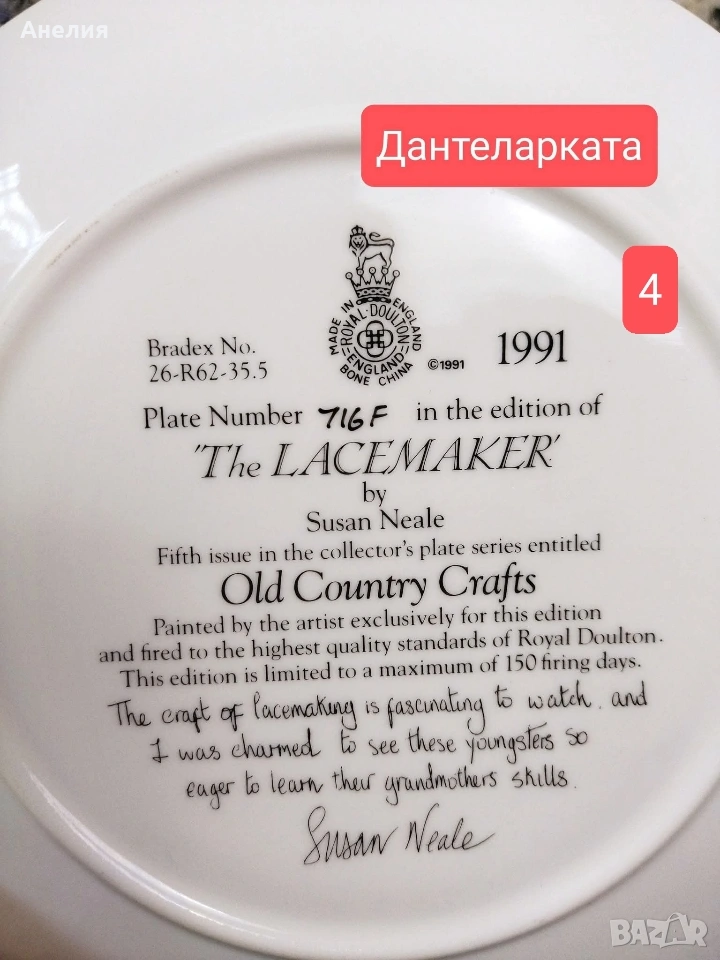 Анелия
Дантеларката
4
MADE IN ENGLAND
ROYAL·DOULTON
ENGLAND
BONE CHINA
©1991
1991
Bradex No.
26-R62-35.5
Plate Number 716F in the edition of
'The LACEMAKER'
by
Susan Neale
Fifth issue in the collector's plate series entitled
Old Country Crafts
Painted by the artist exclusively for this edition
and fired to the highest quality standards of Royal Doulton.
This edition is limited to a maximum of 150 firing days.
The craft of lacemaking is fascinating to watch and
I was charmed to see these youngsters so
eager to learn their grandmothers skills.
Susan Neale
BAZAR